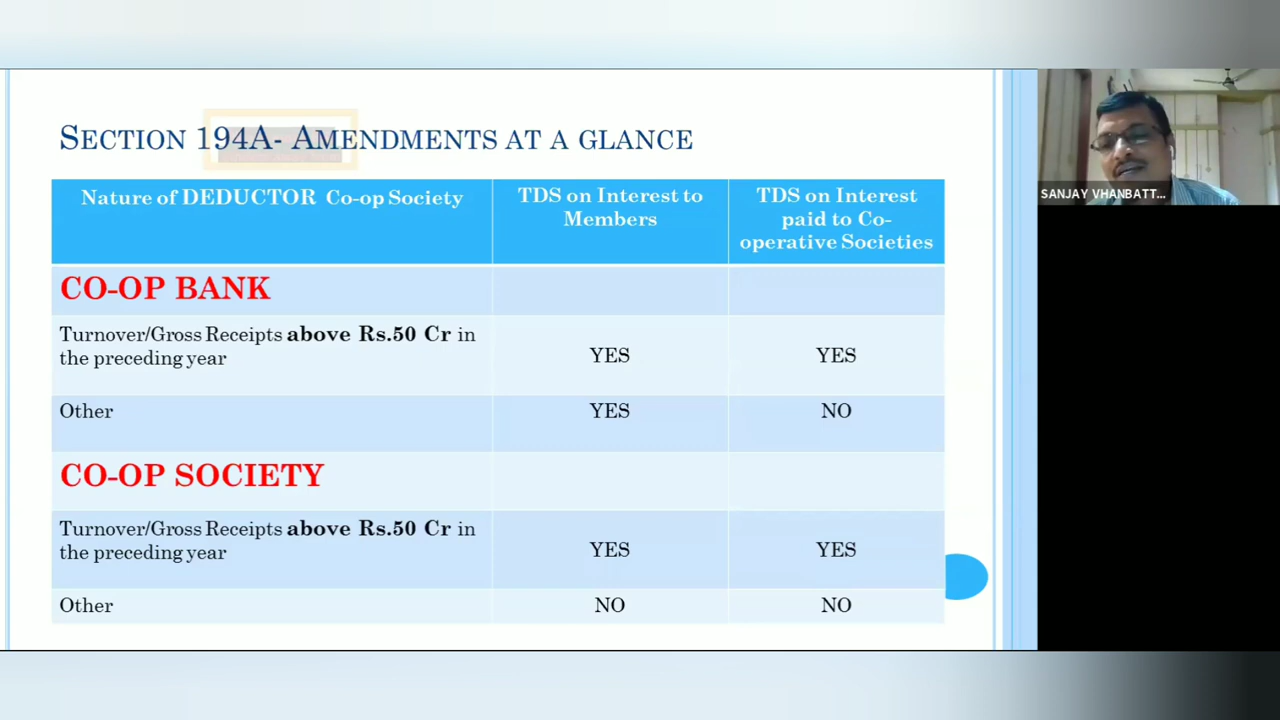 SECTION 194A- AMENDMENTS AT A GLANCE
Nature of DEDUCTOR Co-op Society
TDS on Interest to
Members
TDS on Interest
paid to Co-
operative Societies
CO-OP BANK
Turnover/Gross Receipts above Rs.50 Cr in
the preceding year
YES
YES
Other
YES
NO
CO-OP SOCIETY
Turnover/Gross Receipts above Rs.50 Cr in
the preceding year
YES
YES
Other
NO
NO
SANJAY VHANBATT...